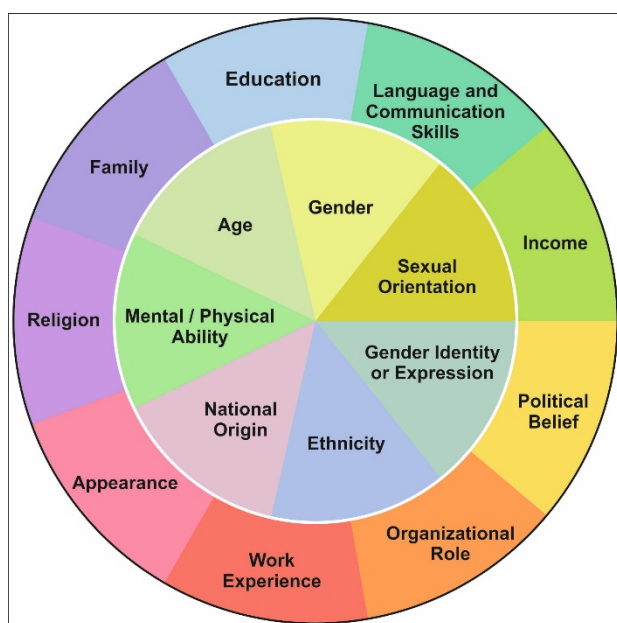 Education
Language and
Communication
Skills
Income
Political
Belief
Organizational
Role
Work
Experience
Appearance
Religion
Family
Gender
Sexual
Orientation
Gender Identity
or Expression
Ethnicity
National
Origin
Mental / Physical
Ability
Age